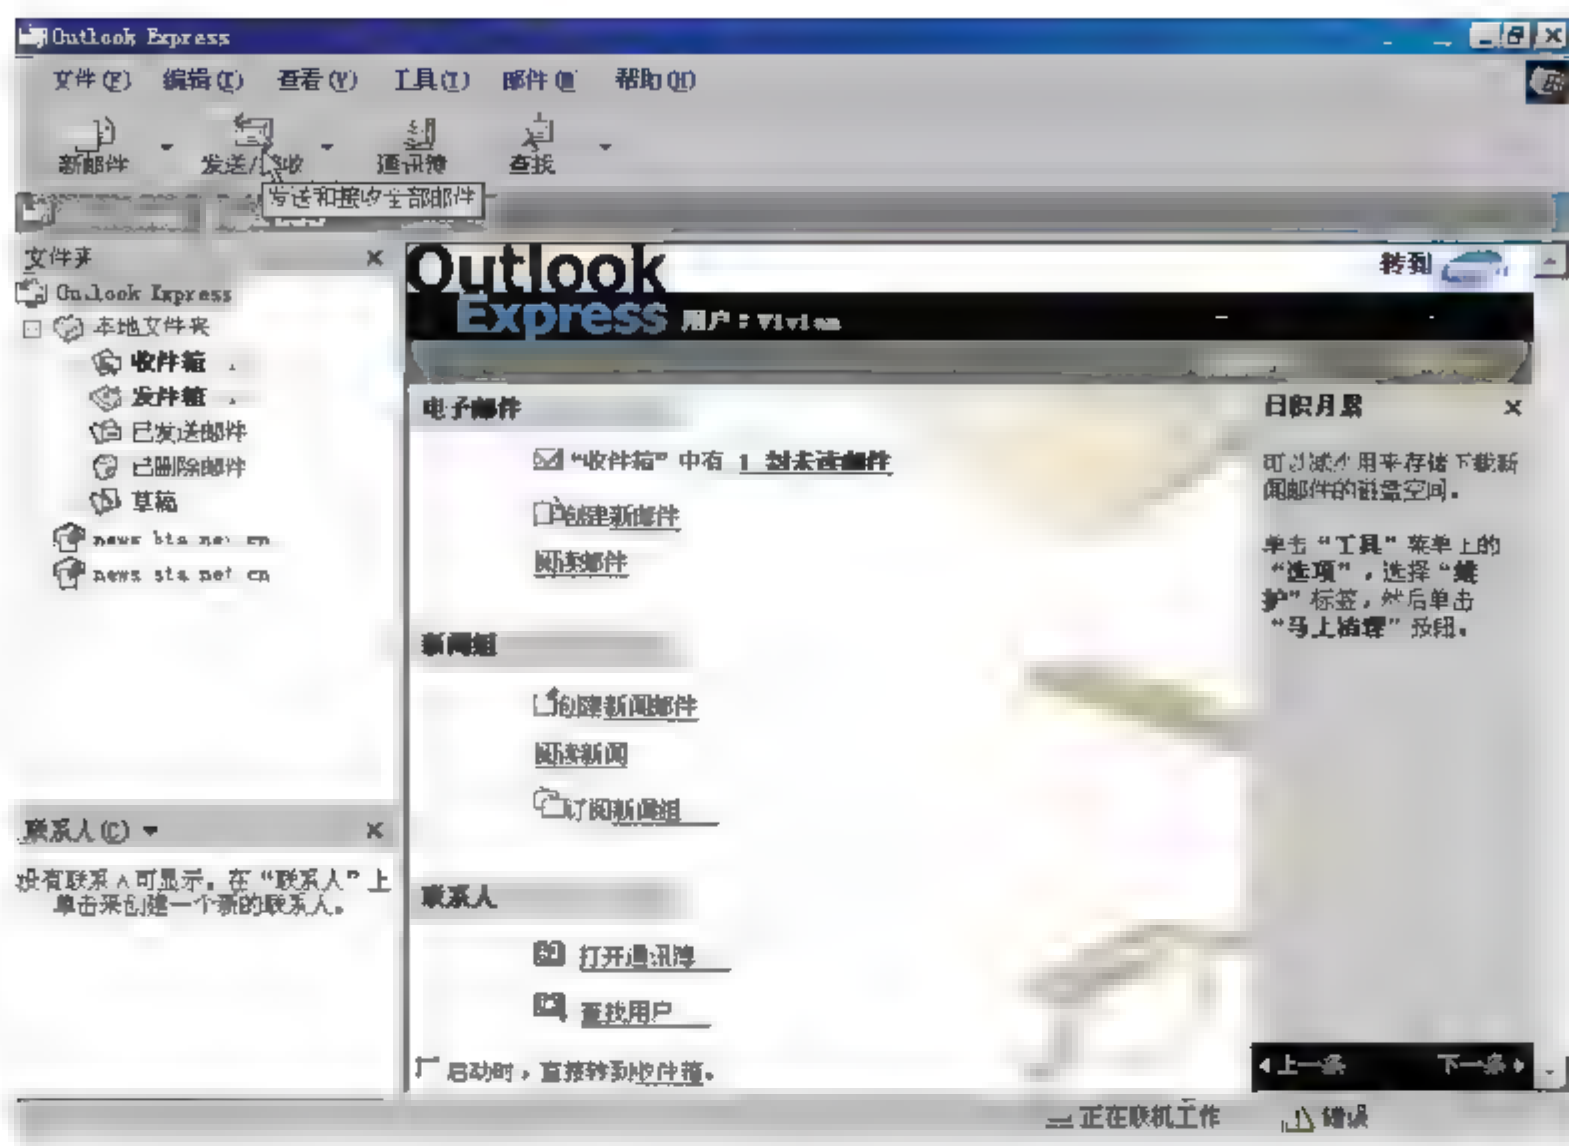 Outlook Express
文件(F) 编辑(E) 查看(V) 工具(T) 邮件(M 帮助(H)
新邮件 发送/ 收 通讯簿 查找
发送和接收全部邮件
文件夹
Outlook Express
本地文件夹
收件箱
发件箱
已发送邮件
已删除邮件
草稿
news sta net cn
联系人(C)
没有联系人可显示。在“联系人”上
单击来创建一个新的联系人。
Outlook
Express 用户:Vivian
转到
电子邮件
“收件箱”中有 1 封未读邮件
创建新邮件
阅读邮件
新闻组
创建新闻邮件
阅读新闻
订阅新闻组
联系人
打开通讯簿
查找用户
启动时,直接转到收件箱。
日积月累
可以减少用来存储下载新
闻邮件的磁盘空间。
单击“工具”菜单上的
“选项”,选择“维
护”标签,然后单击
“马上清理”按钮。
上一条 下一条
正在联机工作 错误